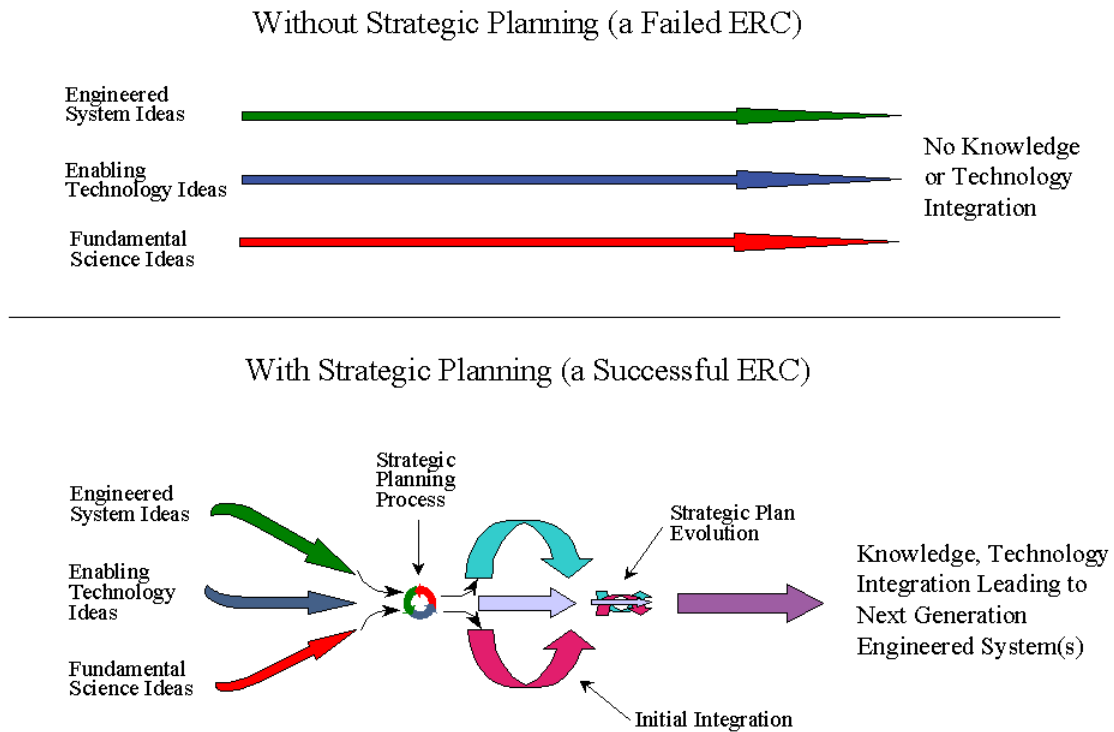 Without Strategic Planning (a Failed ERC)
Engineered
System Ideas
Enabling
Technology Ideas
Fundamental
Science Ideas
No Knowledge
or Technology
Integration
With Strategic Planning (a Successful ERC)
Strategic
Planning
Process
Engineered
System Ideas
Enabling
Technology
Ideas
Fundamental
Science Ideas
Strategic Plan
Evolution
Initial Integration
Knowledge, Technology
Integration Leading to
Next Generation
Engineered System(s)